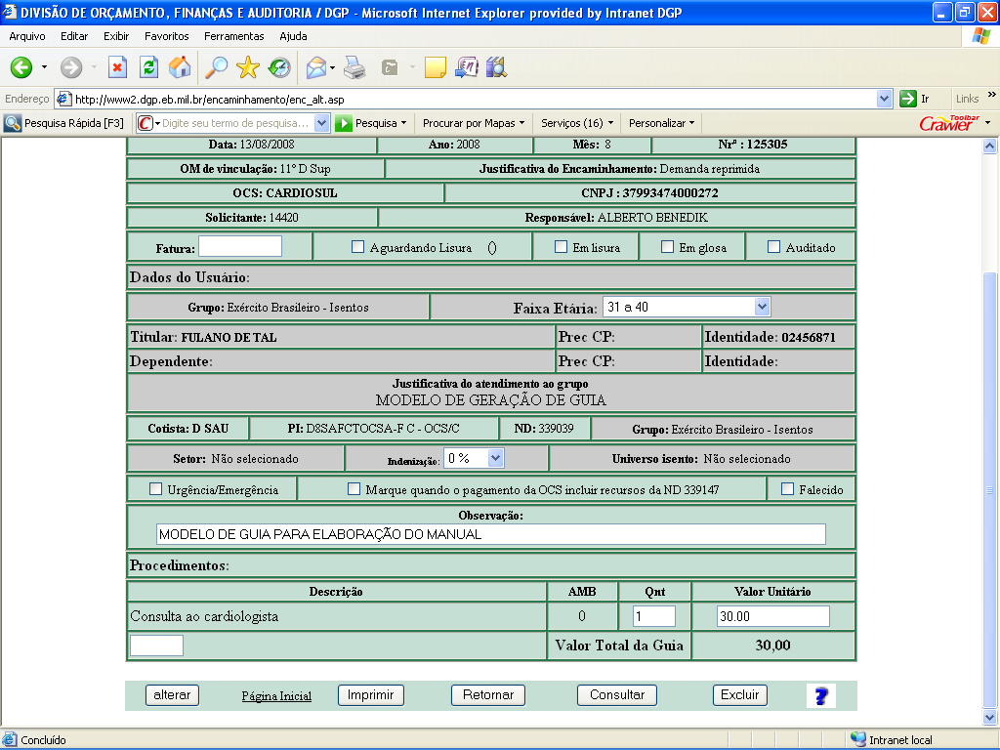 DIVISÃO DE ORÇAMENTO, FINANÇAS E AUDITORIA / DGP - Microsoft Internet Explorer provided by Intranet DGP
Arquivo Editar Exibir Favoritos Ferramentas Ajuda
Endereço http://www2.dgp.eb.mil.br/encaminhamento/enc_alt.asp Ir Links »
Pesquisa Rápida [F3] Digite seu termo de pesquisa... Pesquisa Procurar por Mapas Serviços (16) Personalizar Crawler Toolbar
Data: 13/08/2008 Ano: 2008 Mês: 8 Nrº : 125305
OM de vinculação: 11º D Sup Justificativa do Encaminhamento: Demanda reprimida
OCS: CARDIOSUL CNPJ : 37993474000272
Solicitante: 14420 Responsável: ALBERTO BENEDIK
Fatura: Aguardando Lisura () Em lisura Em glosa Auditado
Dados do Usuário:
Grupo: Exército Brasileiro - Isentos Faixa Etária: 31 a 40
Titular: FULANO DE TAL Prec CP: Identidade: 02456871
Dependente: Prec CP: Identidade:
Justificativa do atendimento ao grupo
MODELO DE GERAÇÃO DE GUIA
Cotista: D SAU PI: D8SAFCTOCSA-F C - OCS/C ND: 339039 Grupo: Exército Brasileiro - Isentos
Setor: Não selecionado Indenização: 0 % Universo isento: Não selecionado
Urgência/Emergência Marque quando o pagamento da OCS incluir recursos da ND 339147 Falecido
Observação:
MODELO DE GUIA PARA ELABORAÇÃO DO MANUAL
Procedimentos:
Descrição AMB Qnt Valor Unitário
Consulta ao cardiologista 0 1 30.00
Valor Total da Guia 30,00
alterar Página Inicial Imprimir Retornar Consultar Excluir ?
Concluído Intranet local